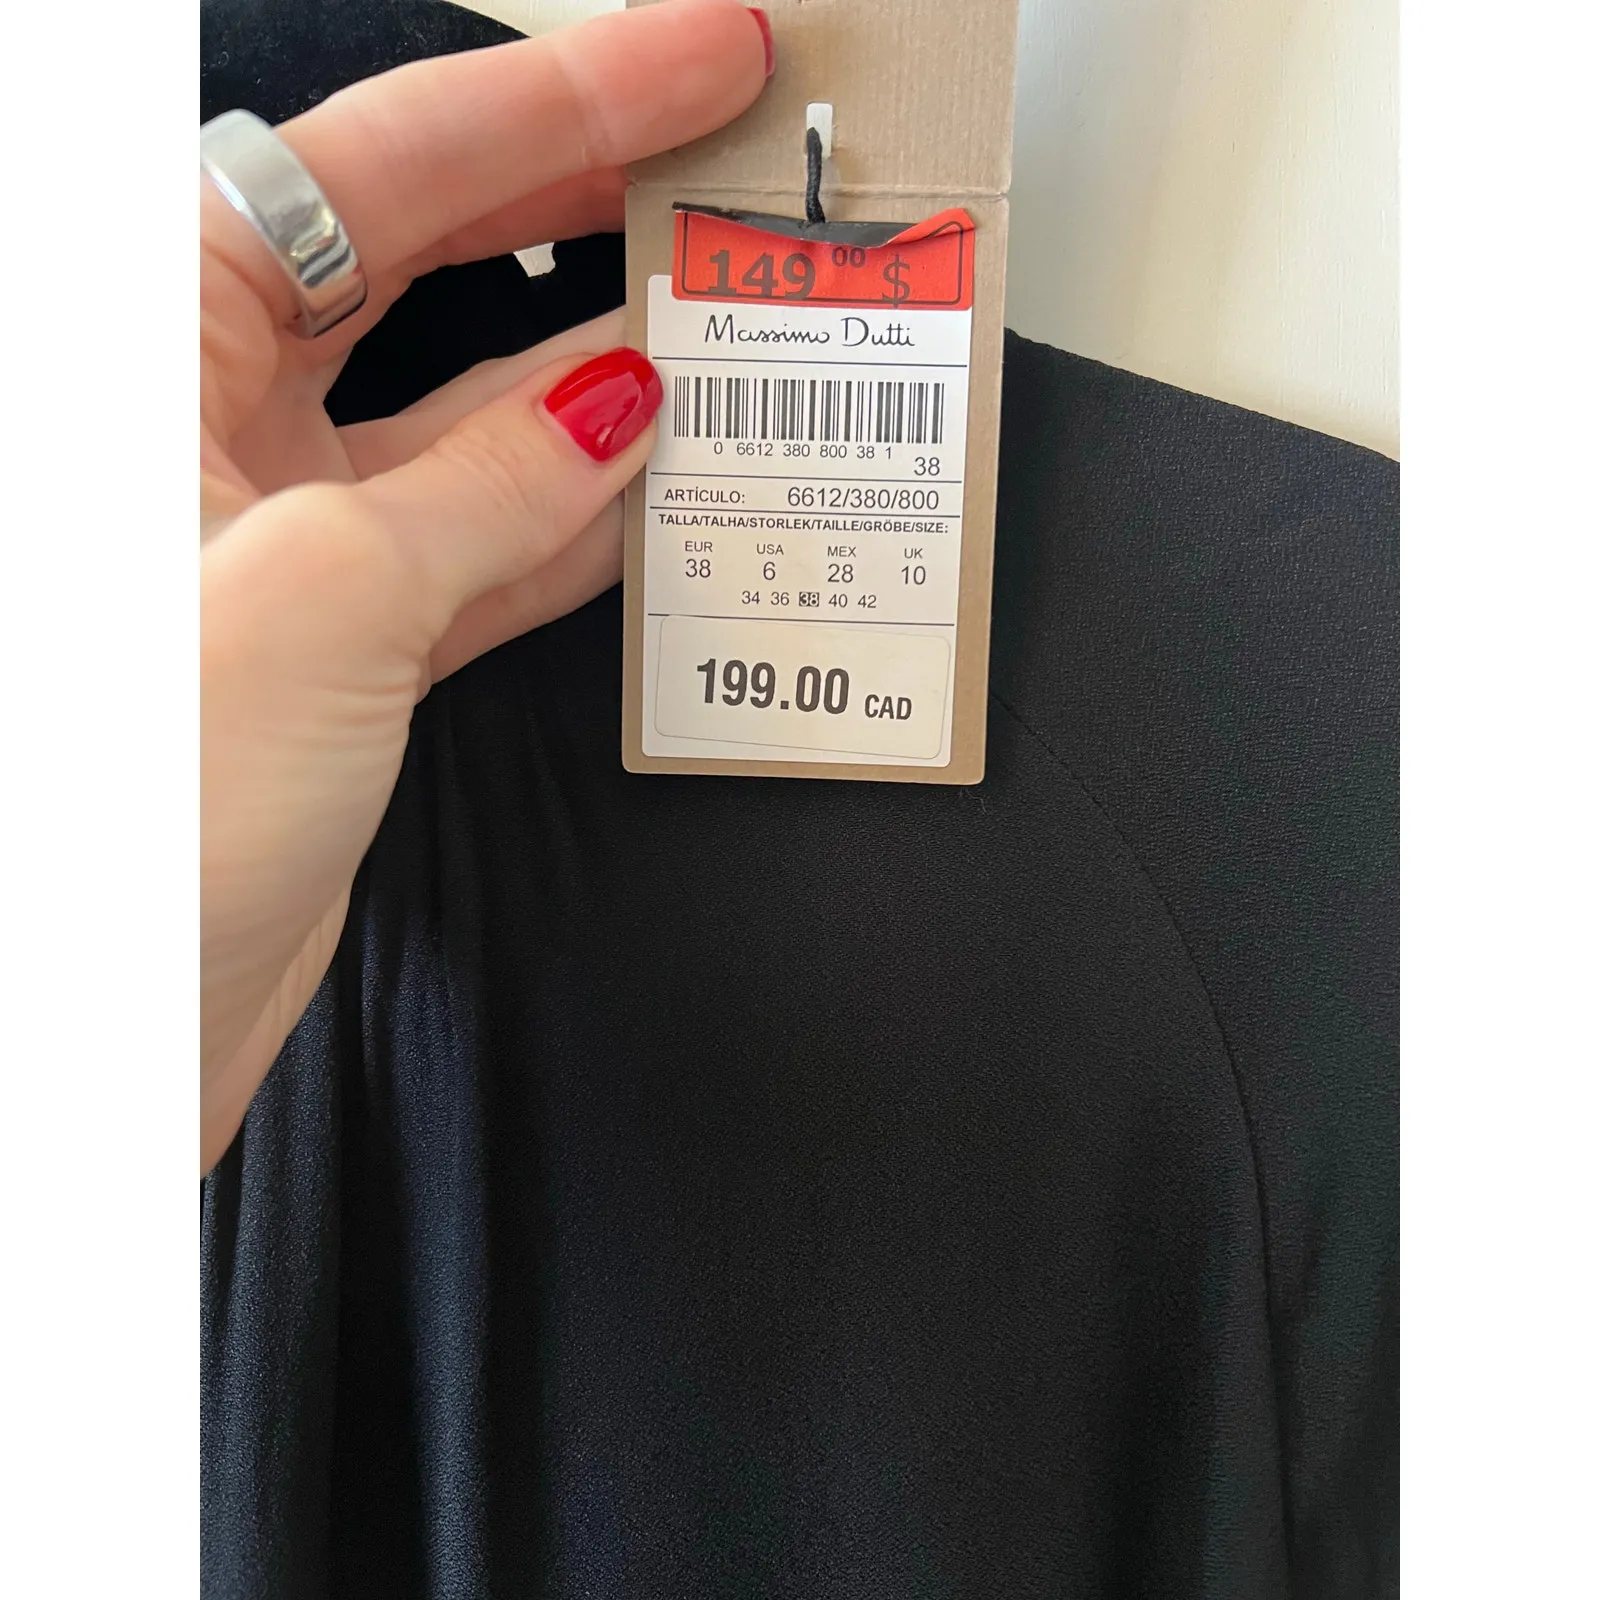 149 00 $
Massimo Dutti
0 6612 380 800 38 1
38
ARTÍCULO: 6612/380/800
TALLA/TALHA/STORLEK/TAILLE/GRÖBE/SIZE:
EUR USA MEX UK
38 6 28 10
34 36 38 40 42
199.00 CAD